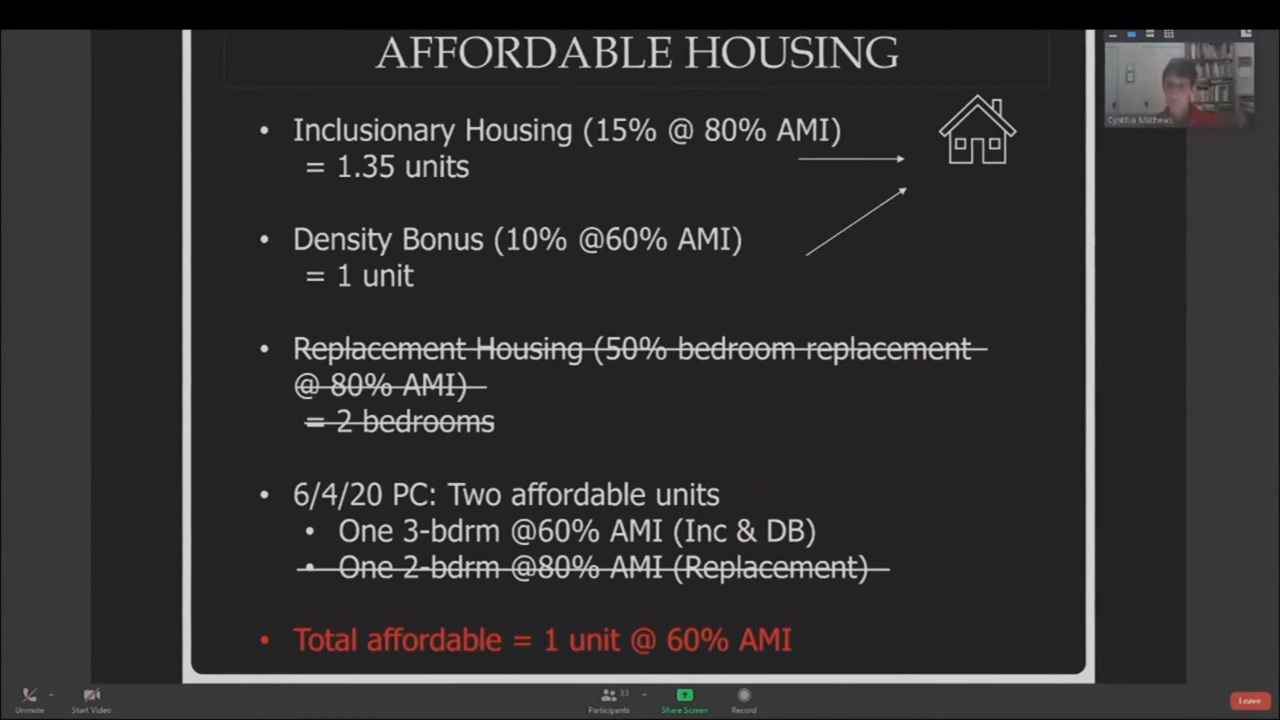 AFFORDABLE HOUSING
Cynthia Mathews
• Inclusionary Housing (15% @ 80% AMI)
= 1.35 units
• Density Bonus (10% @60% AMI)
= 1 unit
• Replacement Housing (50% bedroom replacement
@ 80% AMI)
= 2 bedrooms
• 6/4/20 PC: Two affordable units
• One 3-bdrm @60% AMI (Inc & DB)
• One 2-bdrm @80% AMI (Replacement)
• Total affordable = 1 unit @ 60% AMI
Unmute
Start Video
Participants 33
Share Screen
Record
Leave